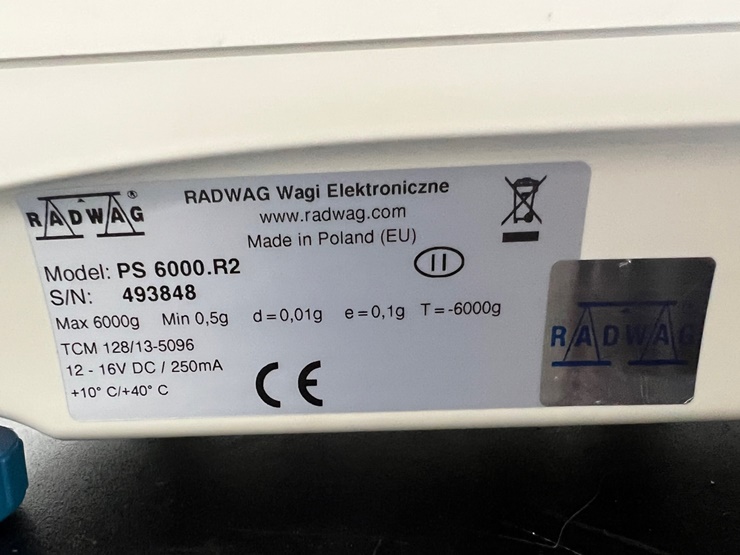 RADWAG®
RADWAG Wagi Elektroniczne
www.radwag.com
Made in Poland (EU)
II
Model: PS 6000.R2
S/N: 493848
Max 6000g Min 0,5g d=0,01g e=0,1g T=-6000g
TCM 128/13-5096
12 - 16V DC / 250mA
+10° C/+40° C
CE
RADWAG